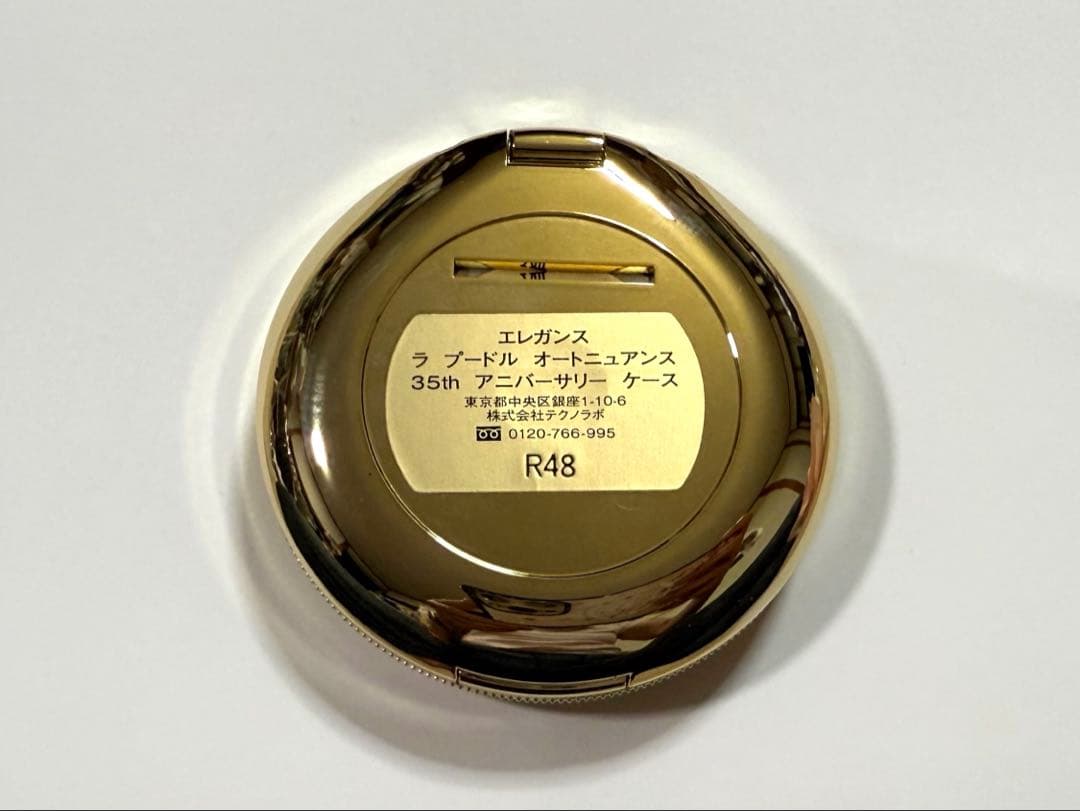 エレガンス
ラ プードル オートニュアンス
35th アニバーサリー ケース
東京都中央区銀座1-10-6
株式会社テクノラボ
0120-766-995
R48